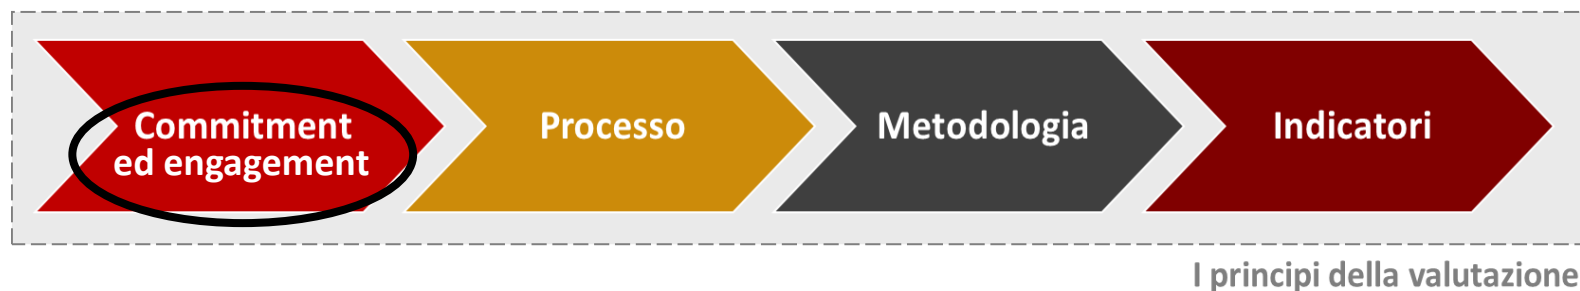 Commitment
ed engagement
Processo
Metodologia
Indicatori
I principi della valutazione